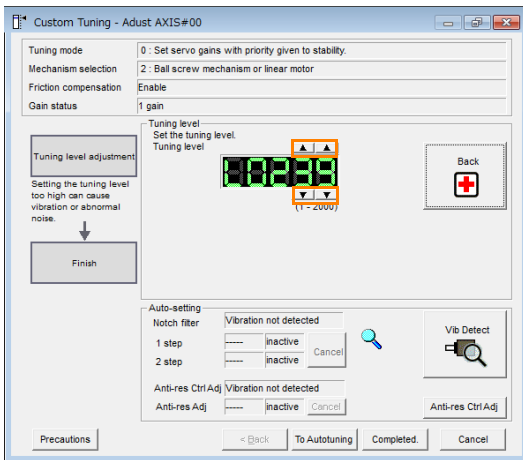 Custom Tuning - Adust AXIS#00
Tuning mode
0 : Set servo gains with priority given to stability.
Mechanism selection
2 : Ball screw mechanism or linear motor
Friction compensation
Enable
Gain status
1 gain
Tuning level adjustment
Setting the tuning level
too high can cause
vibration or abnormal
noise.
Finish
Tuning level
Set the tuning level.
Tuning level
(1 - 2000)
Back
Auto-setting
Notch filter
Vibration not detected
1 step
-----
inactive
Cancel
2 step
-----
inactive
Anti-res Ctrl Adj
Vibration not detected
Anti-res Adj
-----
inactive
Cancel
Vib Detect
Anti-res Ctrl Adj
Precautions
< Back
To Autotuning
Completed.
Cancel